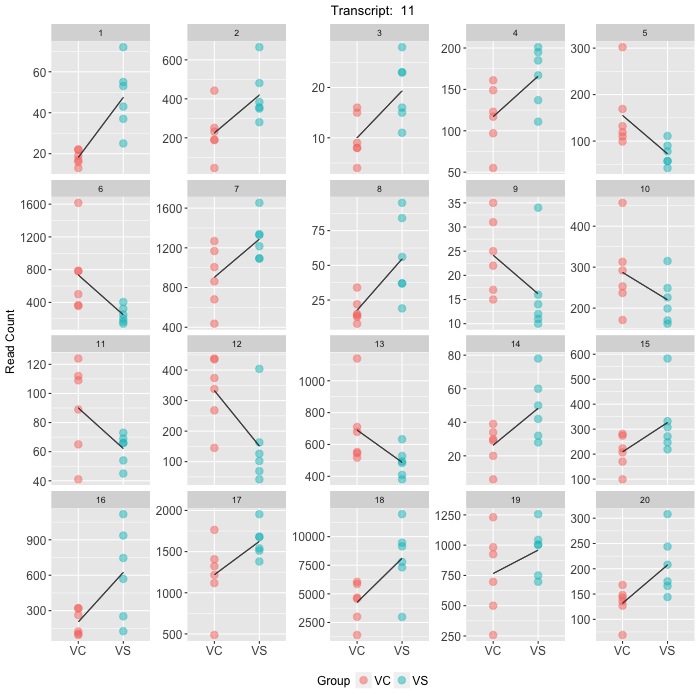 Transcript: 11
1 2 3 4 5
60 40 20
600 400 200
20 10
200 150 100 50
300 200 100
6 7 8 9 10
1600 1200 800 400
1600 1200 800 400
75 50 25
35 30 25 20 15 10
400 300 200
Read Count
11 12 13 14 15
120 100 80 60 40
400 300 200 100
1000 800 600 400
80 60 40 20
600 500 400 300 200 100
16 17 18 19 20
900 600 300
2000 1500 1000 500
10000 7500 5000 2500
1250 1000 750 500 250
300 250 200 150 100
VC VS VC VS VC VS VC VS VC VS
Group VC VS